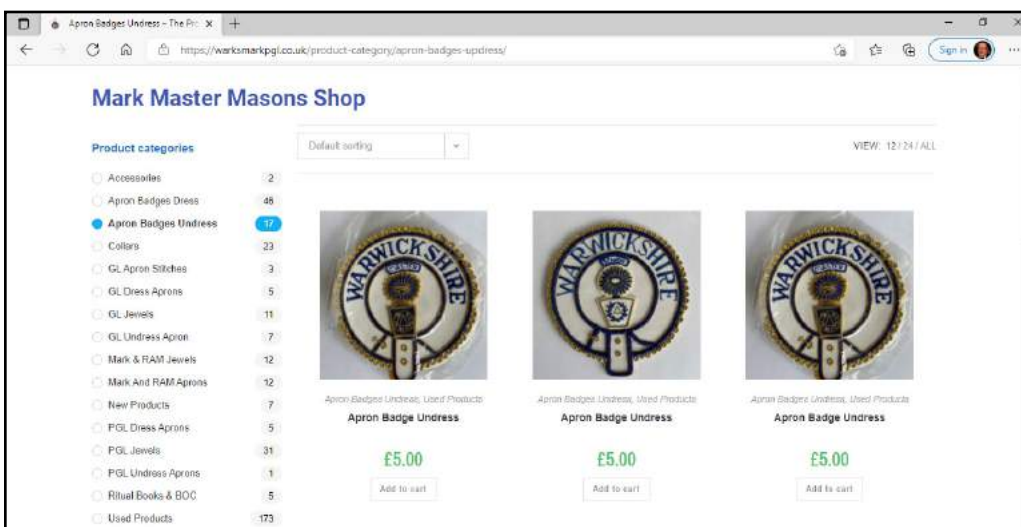 Apron Badges Undress – The Pr
https://warksmarkpgl.co.uk/product-category/apron-badges-undress/
Sign in
Mark Master Masons Shop
Product categories
Accessories 2
Apron Badges Dress 48
Apron Badges Undress 17
Collars 23
GL Apron Stitches 3
GL Dress Aprons 5
GL Jewels 11
GL Undress Apron 7
Mark & RAM Jewels 12
Mark And RAM Aprons 12
New Products 7
PGL Dress Aprons 5
PGL Jewels 31
PGL Undress Aprons 1
Ritual Books & BOC 5
Used Products 173
Default sorting
VIEW: 12 / 24 / ALL
WARWICKSHIRE
Apron Badges Undress, Used Products
Apron Badge Undress
£5.00
Add to cart
WARWICKSHIRE
Apron Badges Undress, Used Products
Apron Badge Undress
£5.00
Add to cart
WARWICKSHIRE
Apron Badges Undress, Used Products
Apron Badge Undress
£5.00
Add to cart